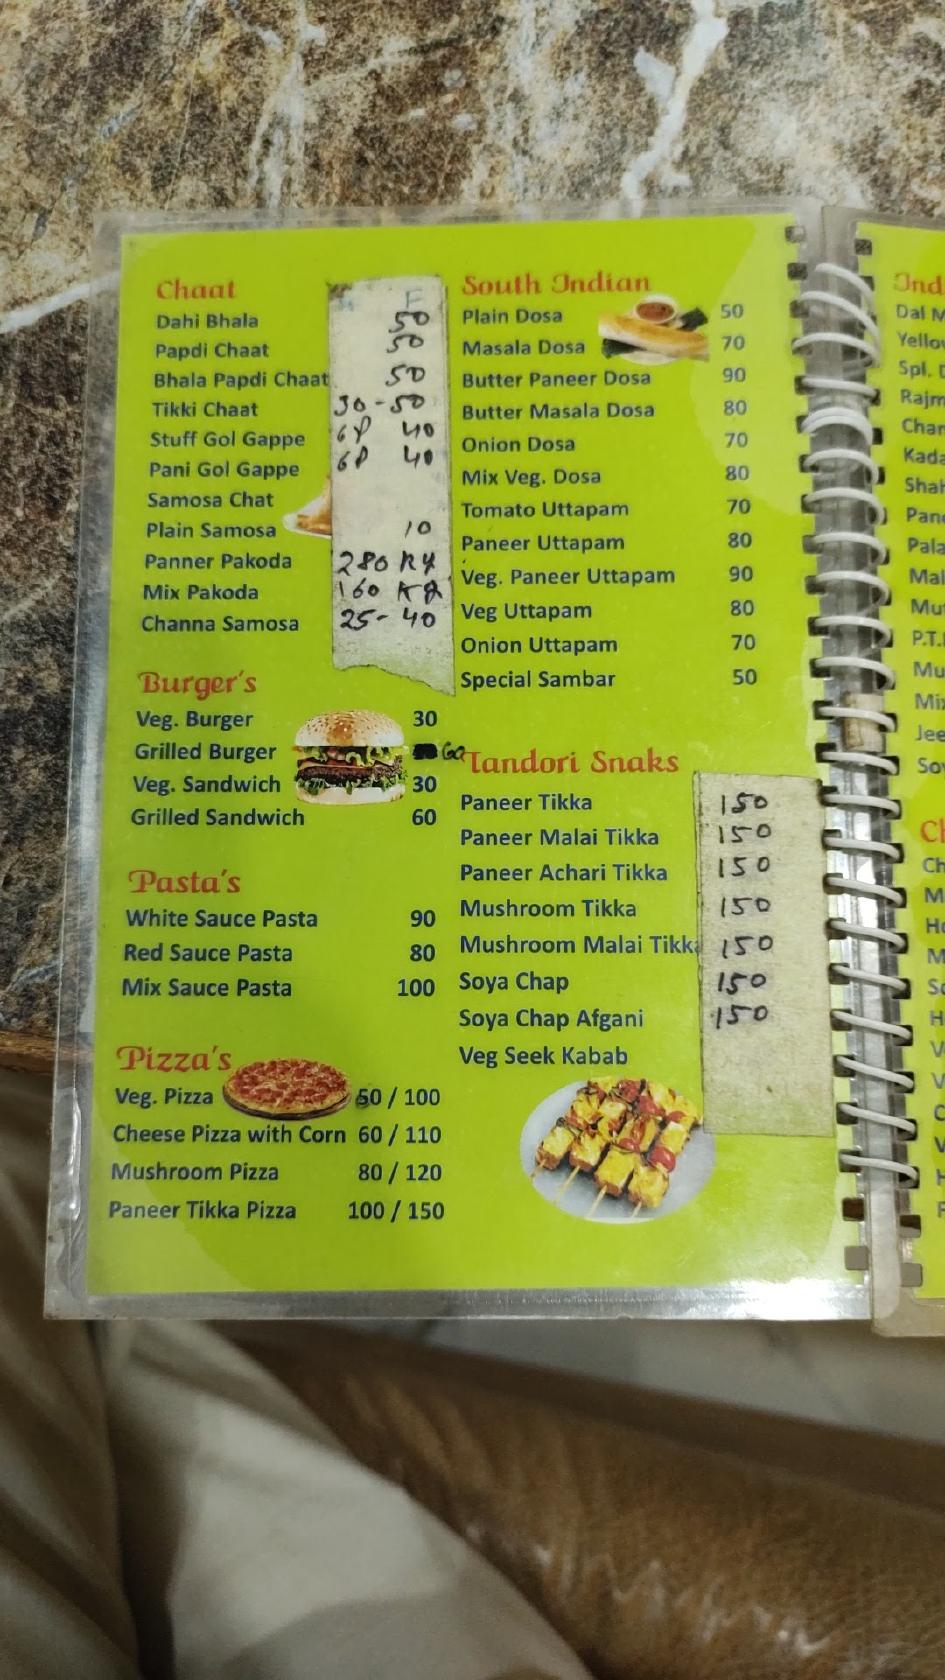 Chaat
F
Dahi Bhala 50
Papdi Chaat 50
Bhala Papdi Chaat 50
Tikki Chaat 30-50
Stuff Gol Gappe 6P 40
Pani Gol Gappe 6P 40
Samosa Chat
Plain Samosa 10
Panner Pakoda 280 Kg
Mix Pakoda 160 Kg
Channa Samosa 25-40
Burger's
Veg. Burger 30
Grilled Burger 60
Veg. Sandwich 30
Grilled Sandwich 60
Pasta's
White Sauce Pasta 90
Red Sauce Pasta 80
Mix Sauce Pasta 100
Pizza's
Veg. Pizza 50 / 100
Cheese Pizza with Corn 60 / 110
Mushroom Pizza 80 / 120
Paneer Tikka Pizza 100 / 150
South Indian
Plain Dosa 50
Masala Dosa 70
Butter Paneer Dosa 90
Butter Masala Dosa 80
Onion Dosa 70
Mix Veg. Dosa 80
Tomato Uttapam 70
Paneer Uttapam 80
Veg. Paneer Uttapam 90
Veg Uttapam 80
Onion Uttapam 70
Special Sambar 50
Tandori Snaks
Paneer Tikka 150
Paneer Malai Tikka 150
Paneer Achari Tikka 150
Mushroom Tikka 150
Mushroom Malai Tikka 150
Soya Chap 150
Soya Chap Afgani 150
Veg Seek Kabab
Dal
Spl.